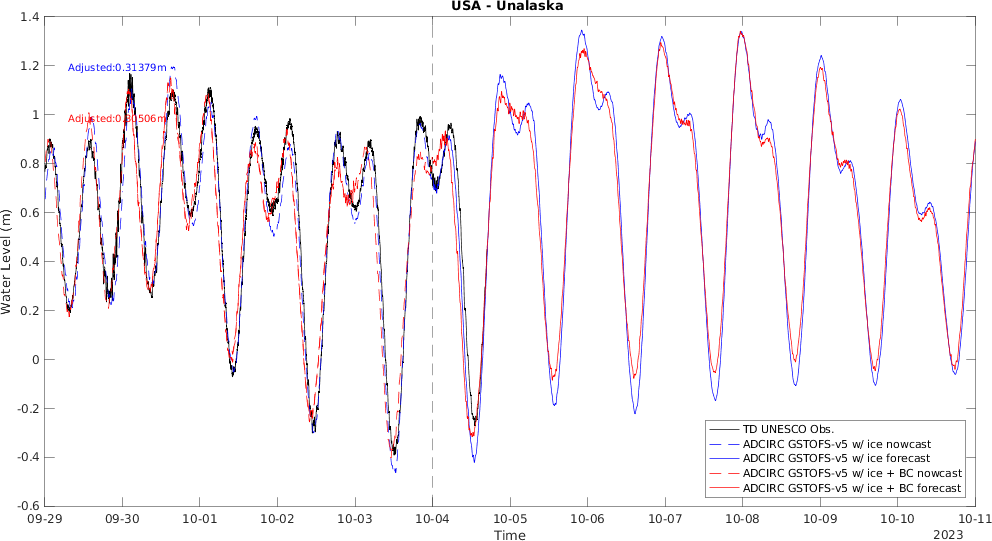 USA - Unalaska
1.4
1.2
1
0.8
0.6
0.4
0.2
0
-0.2
-0.4
-0.6
Water Level (m)
Adjusted:0.31379m
Adjusted:0.30506m
TD UNESCO Obs.
ADCIRC GSTOFS-v5 w/ ice nowcast
ADCIRC GSTOFS-v5 w/ ice forecast
ADCIRC GSTOFS-v5 w/ ice + BC nowcast
ADCIRC GSTOFS-v5 w/ ice + BC forecast
09-29 09-30 10-01 10-02 10-03 10-04 10-05 10-06 10-07 10-08 10-09 10-10 10-11
Time
2023